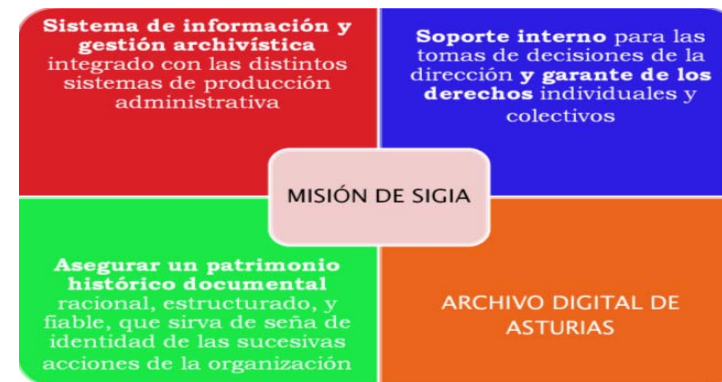 Sistema de información y
gestión archivística
integrado con las distintos
sistemas de producción
administrativa
Soporte interno para las
tomas de decisiones de la
dirección y garante de los
derechos individuales y
colectivos
MISIÓN DE SIGIA
Asegurar un patrimonio
histórico documental
racional, estructurado, y
fiable, que sirva de seña de
identidad de las sucesivas
acciones de la organización
ARCHIVO DIGITAL DE
ASTURIAS